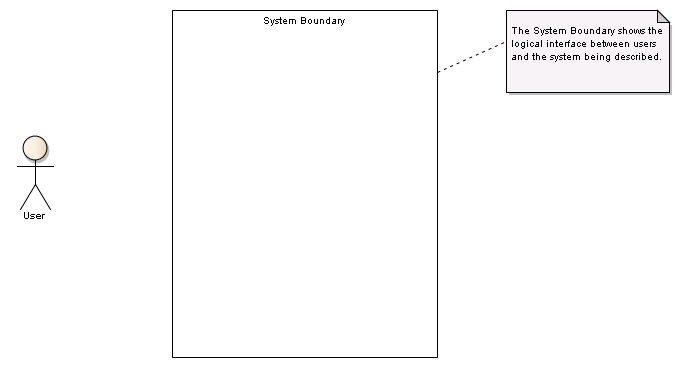 System Boundary
The System Boundary shows the
logical interface between users
and the system being described.
User